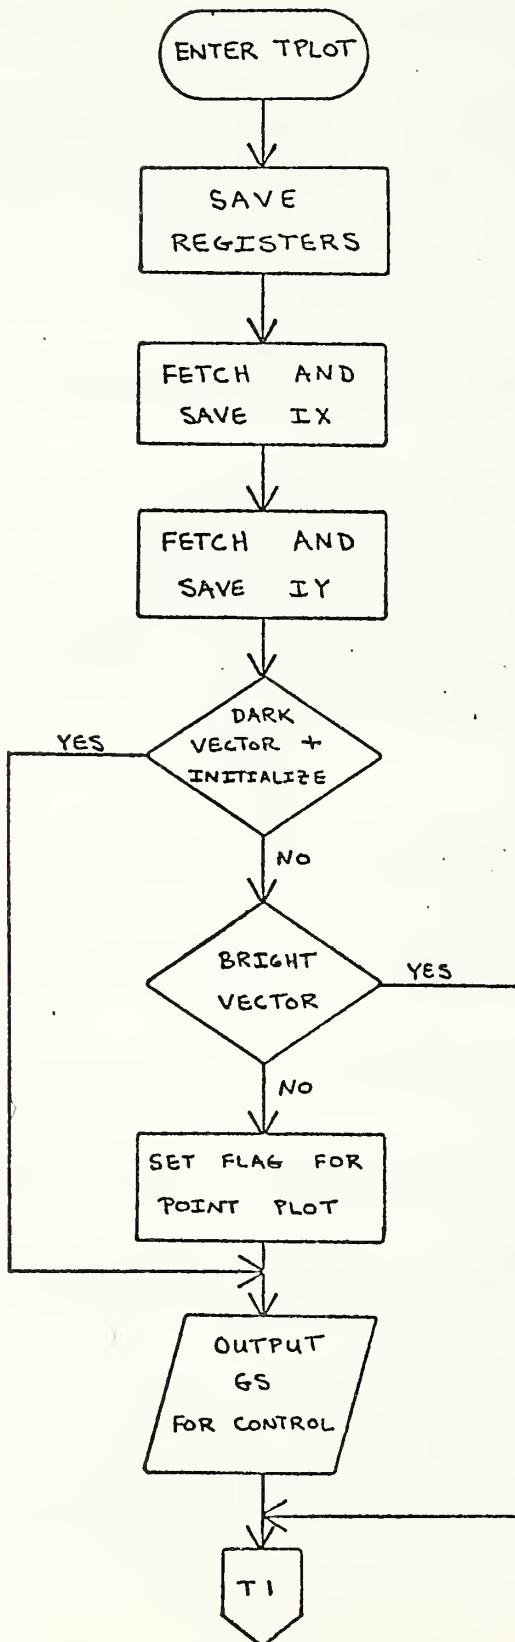 ENTER TPLOT
SAVE
REGISTERS
FETCH AND
SAVE IX
FETCH AND
SAVE IY
DARK
VECTOR +
INITIALIZE
YES
NO
BRIGHT
VECTOR
YES
NO
SET FLAG FOR
POINT PLOT
OUTPUT
GS
FOR CONTROL
T1